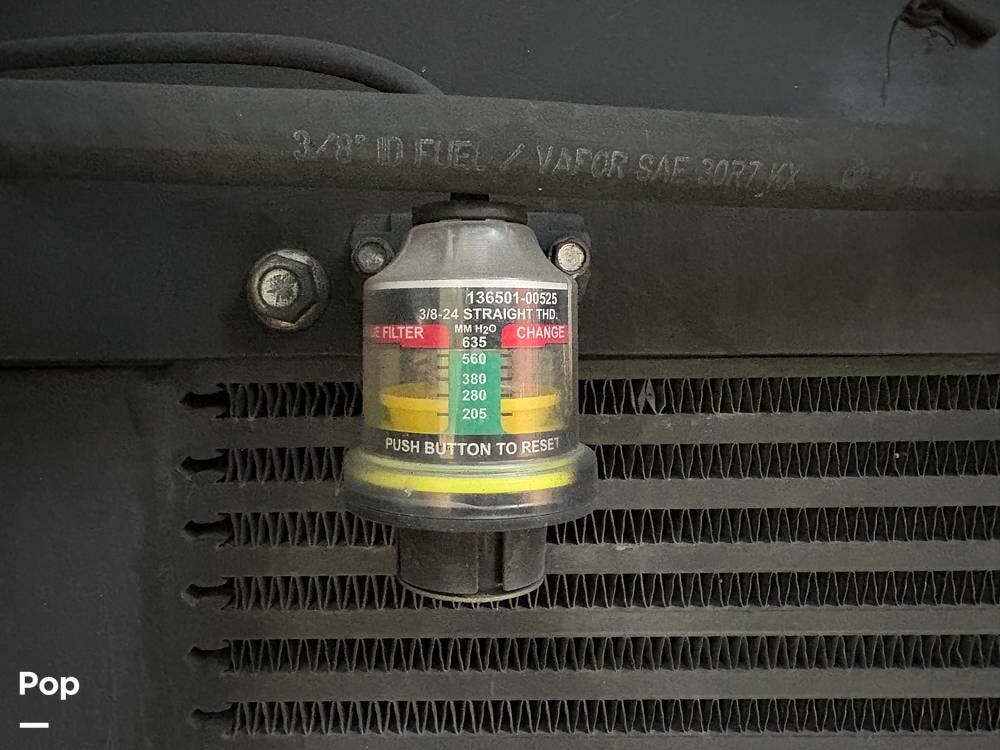 3/8" ID FUEL / VAPOR SAE 30R7 KX
136501-00525
3/8-24 STRAIGHT THD.
FILTER MM H2O CHANGE
635
560
380
280
205
PUSH BUTTON TO RESET
Pop